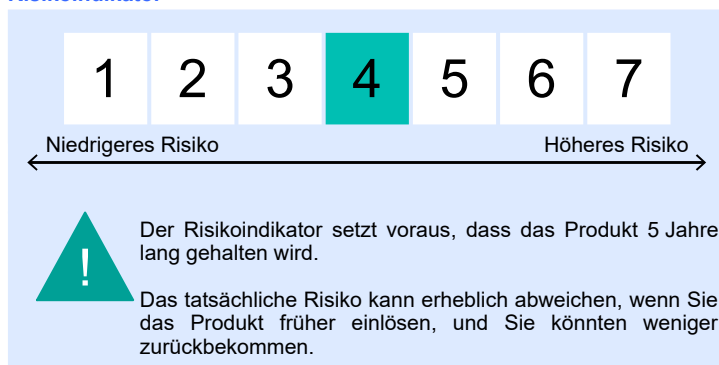 Risikoindikator
1 2 3 4 5 6 7
Niedrigeres Risiko Höheres Risiko
!
Der Risikoindikator setzt voraus, dass das Produkt 5 Jahre
lang gehalten wird.
Das tatsächliche Risiko kann erheblich abweichen, wenn Sie
das Produkt früher einlösen, und Sie könnten weniger
zurückbekommen.